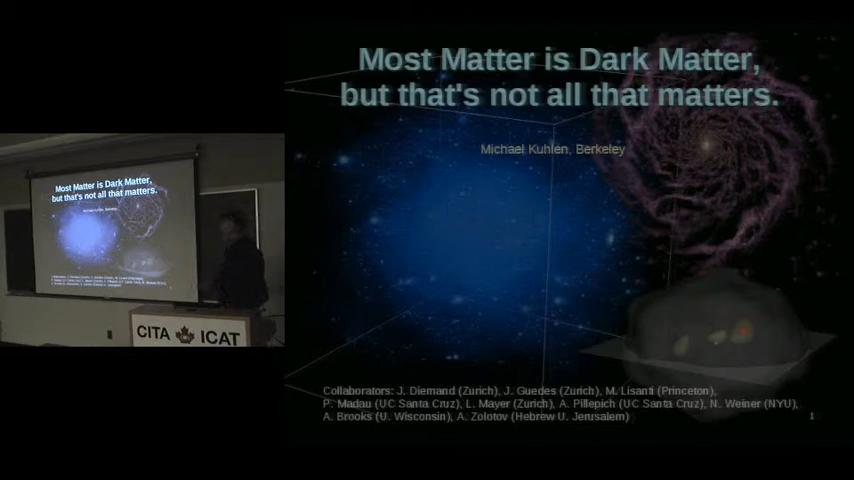 Most Matter is Dark Matter,
but that's not all that matters.
Michael Kuhlen, Berkeley
Collaborators: J. Diemand (Zurich), J. Guedes (Zurich), M. Lisanti (Princeton),
P. Madau (UC Santa Cruz), L. Mayer (Zurich), A. Pillepich (UC Santa Cruz), N. Weiner (NYU),
A. Brooks (U. Wisconsin), A. Zolotov (Hebrew U. Jerusalem)
1
Most Matter is Dark Matter,
but that's not all that matters.
CITA ICAT